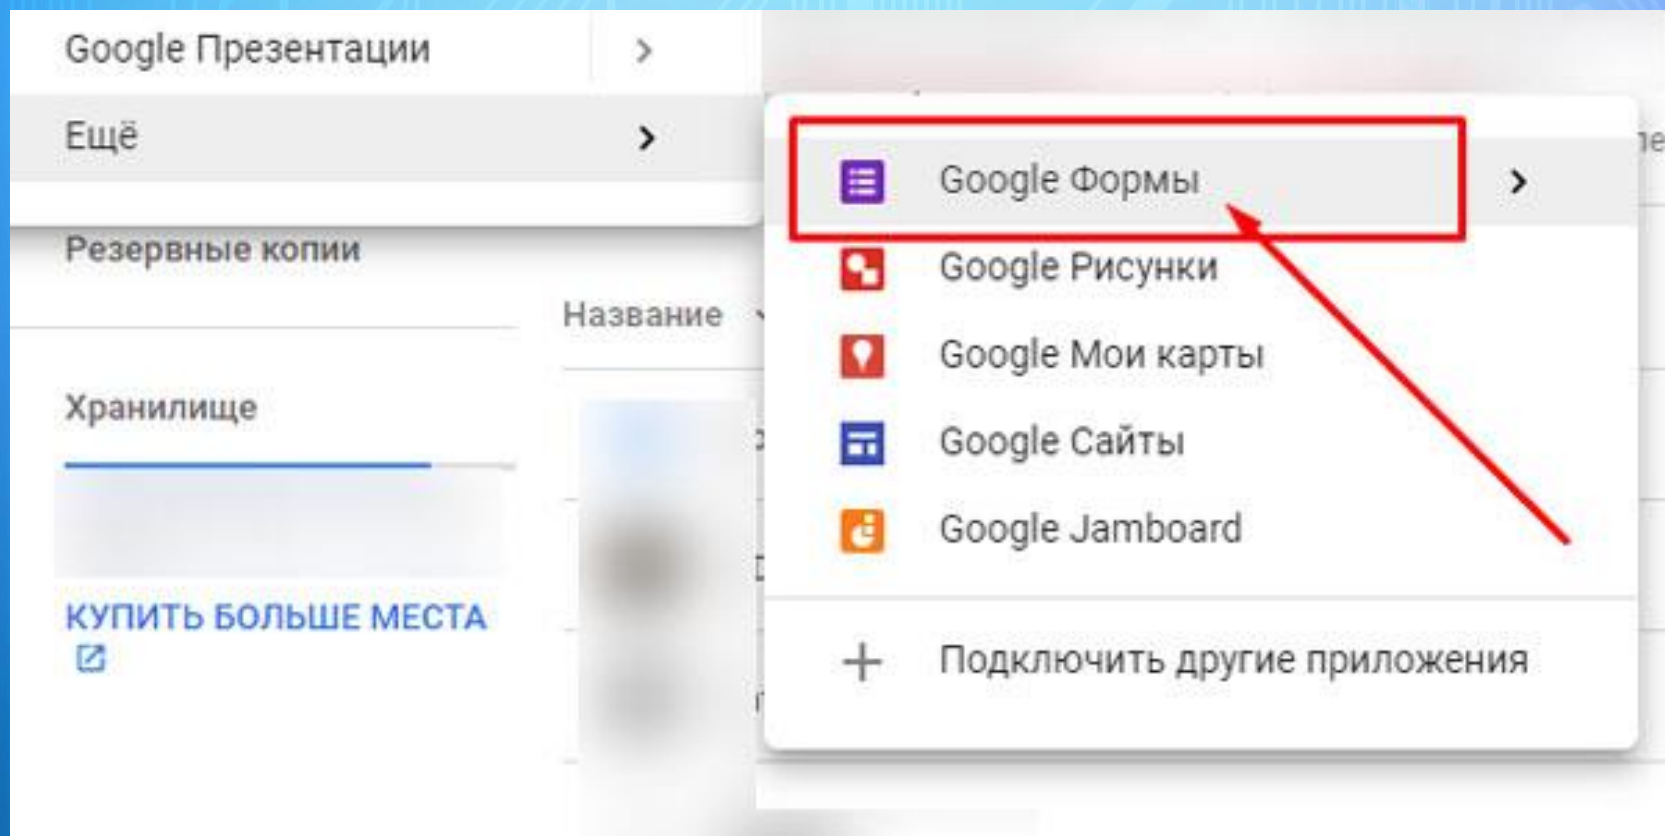 Google Презентации
Ещё
Резервные копии
Название
Хранилище
КУПИТЬ БОЛЬШЕ МЕСТА
Google Формы
Google Рисунки
Google Мои карты
Google Сайты
Google Jamboard
Подключить другие приложения